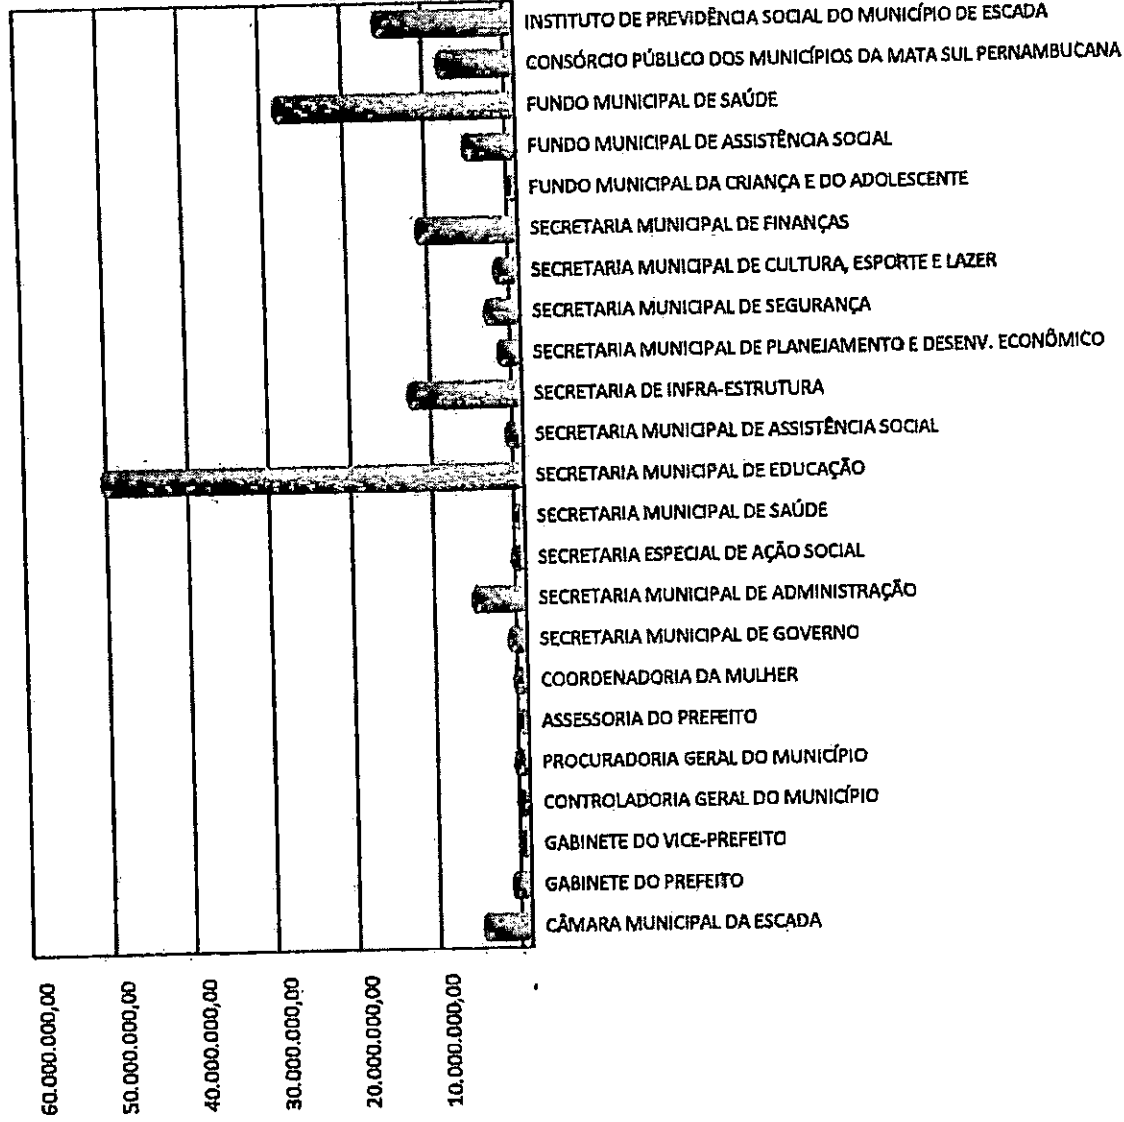 INSTITUTO DE PREVIDÊNCIA SOCIAL DO MUNICÍPIO DE ESCADA
CONSÓRCIO PÚBLICO DOS MUNICÍPIOS DA MATA SUL PERNAMBUCANA
FUNDO MUNICIPAL DE SAÚDE
FUNDO MUNICIPAL DE ASSISTÊNCIA SOCIAL
FUNDO MUNICIPAL DA CRIANÇA E DO ADOLESCENTE
SECRETARIA MUNICIPAL DE FINANÇAS
SECRETARIA MUNICIPAL DE CULTURA, ESPORTE E LAZER
SECRETARIA MUNICIPAL DE SEGURANÇA
SECRETARIA MUNICIPAL DE PLANEJAMENTO E DESENV. ECONÔMICO
SECRETARIA DE INFRA-ESTRUTURA
SECRETARIA MUNICIPAL DE ASSISTÊNCIA SOCIAL
SECRETARIA MUNICIPAL DE EDUCAÇÃO
SECRETARIA MUNICIPAL DE SAÚDE
SECRETARIA ESPECIAL DE AÇÃO SOCIAL
SECRETARIA MUNICIPAL DE ADMINISTRAÇÃO
SECRETARIA MUNICIPAL DE GOVERNO
COORDENADORIA DA MULHER
ASSESSORIA DO PREFEITO
PROCURADORIA GERAL DO MUNICÍPIO
CONTROLADORIA GERAL DO MUNICÍPIO
GABINETE DO VICE-PREFEITO
GABINETE DO PREFEITO
CÂMARA MUNICIPAL DA ESCADA
60.000.000,00
50.000.000,00
40.000.000,00
30.000.000,00
20.000.000,00
10.000.000,00